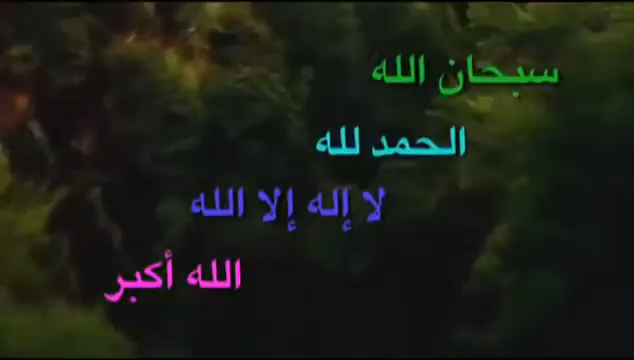 سبحان الله
الحمد لله
لا إله إلا الله
الله أكبر